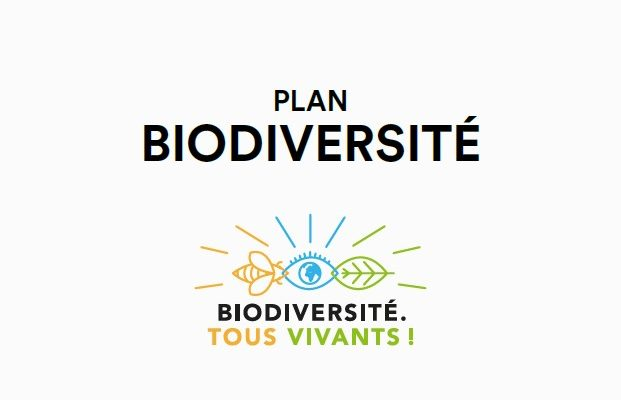 PLAN
BIODIVERSITÉ
BIODIVERSITÉ.
TOUS VIVANTS !